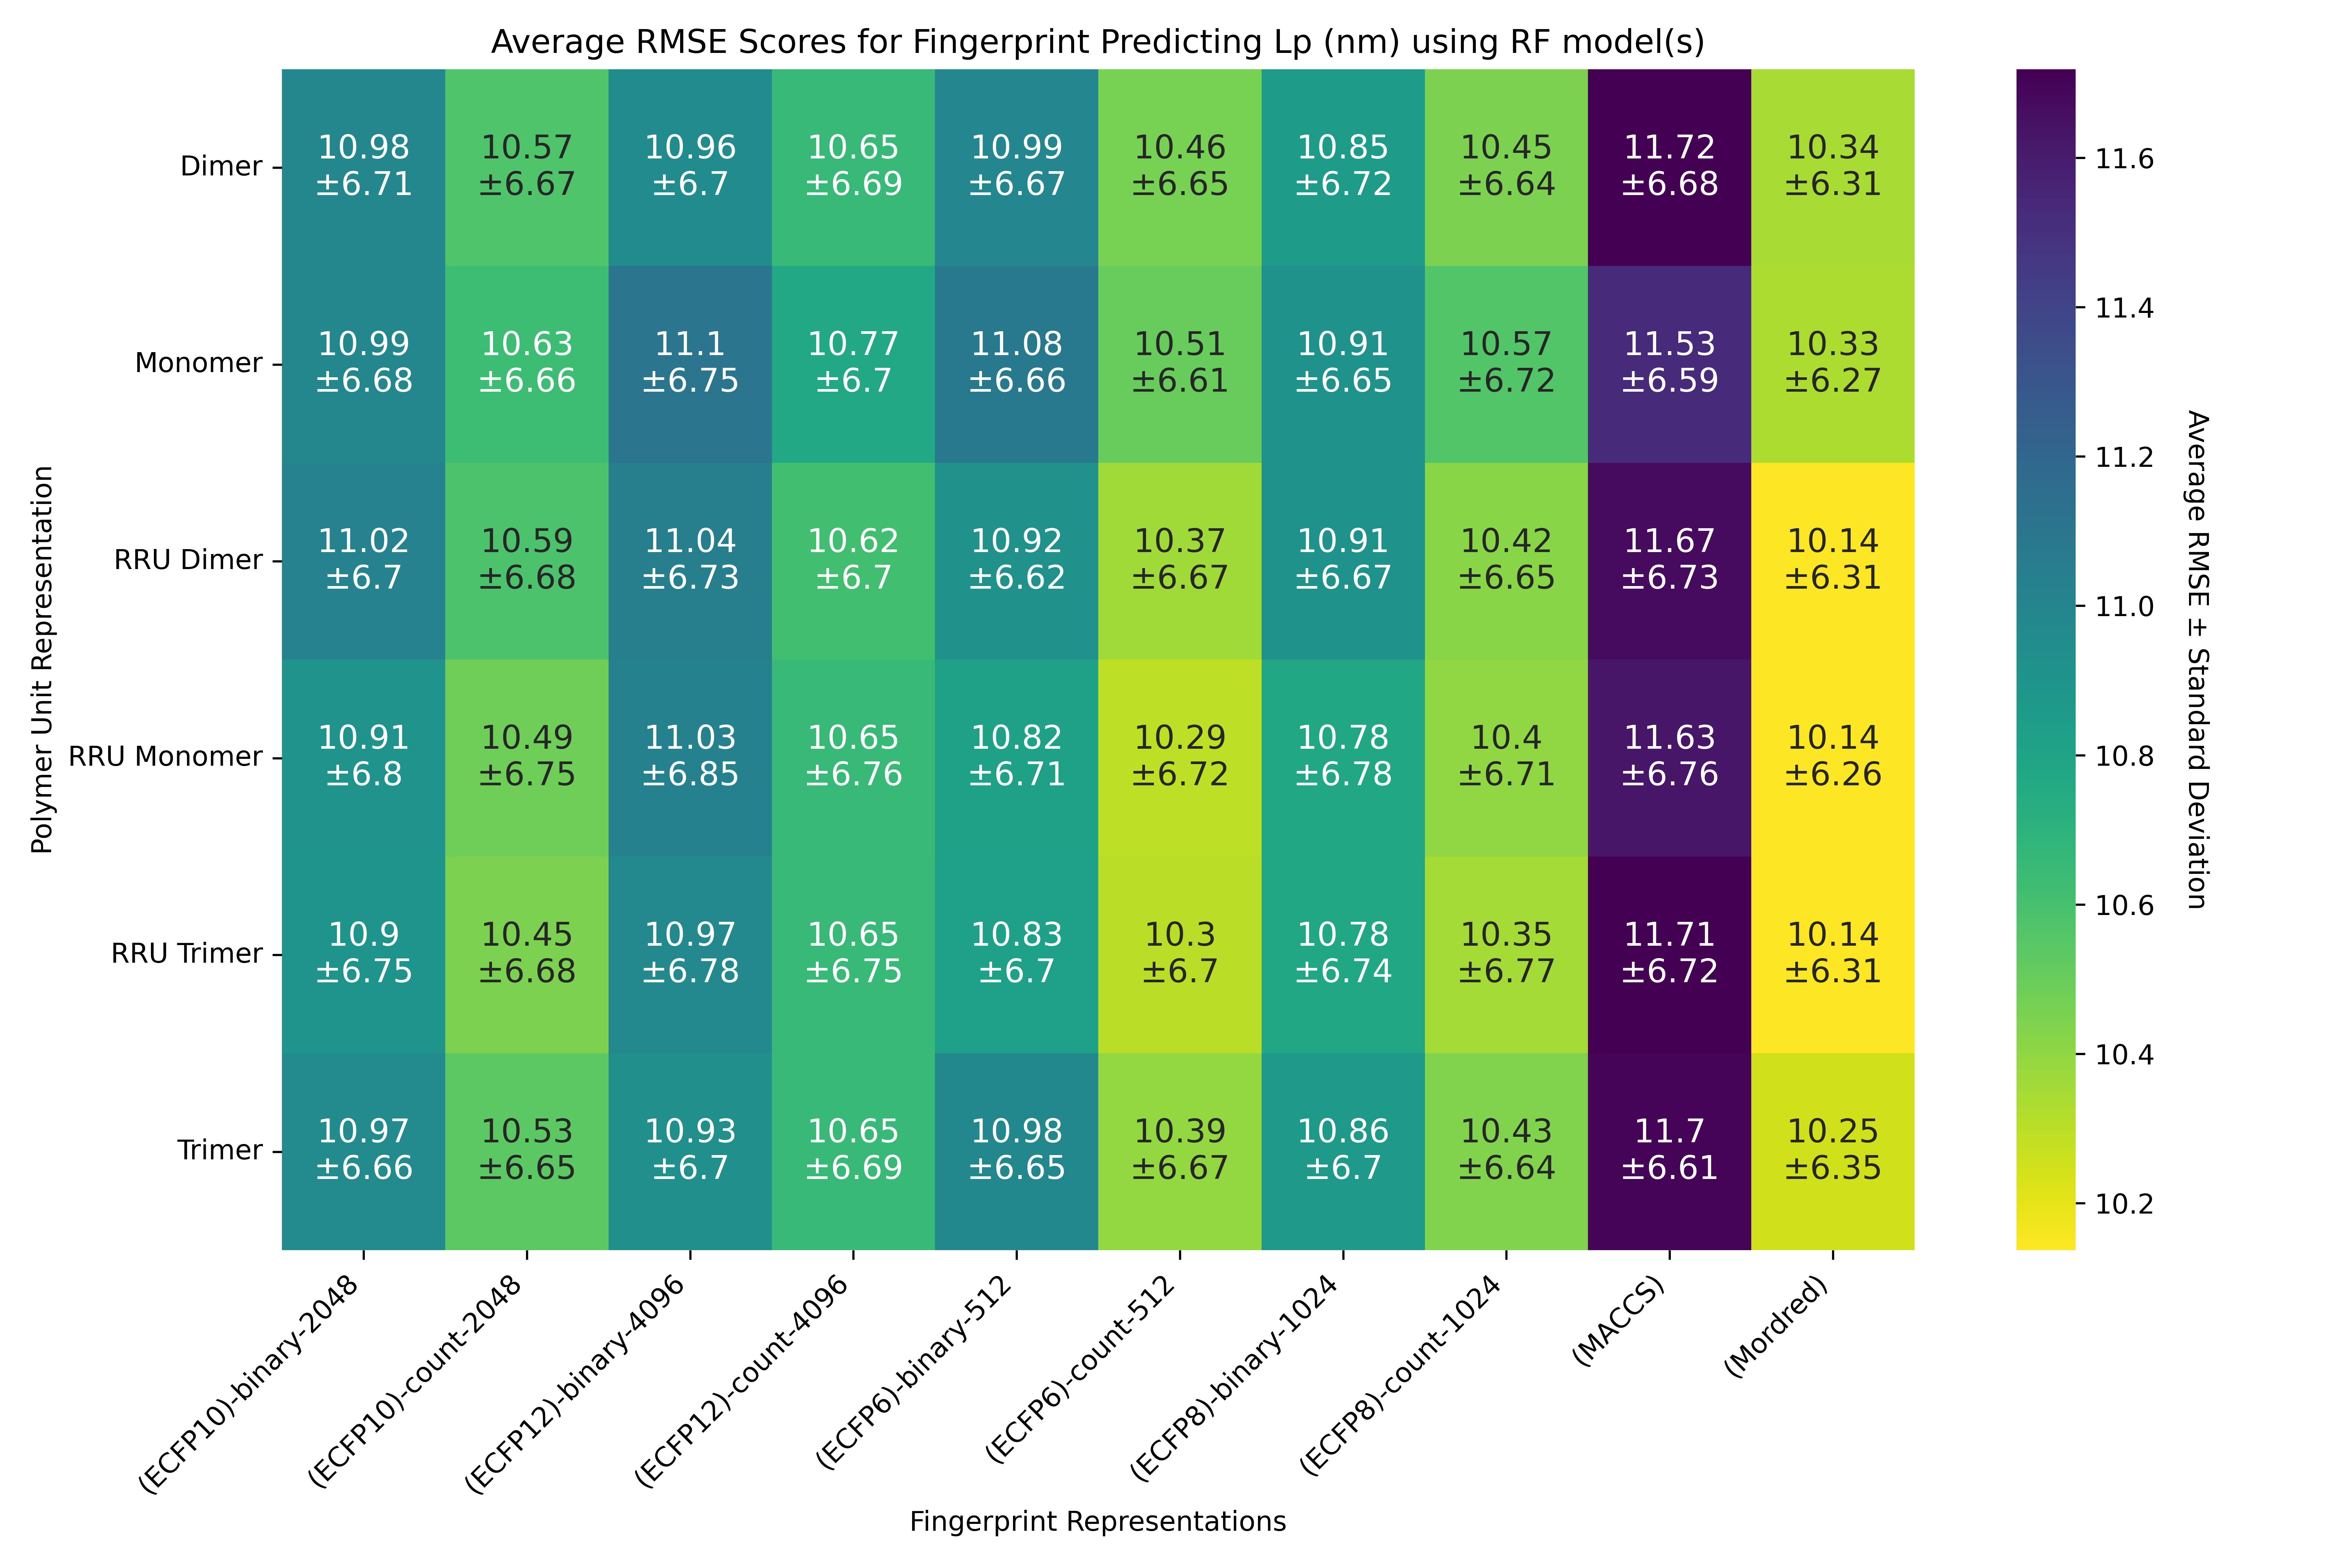 Average RMSE Scores for Fingerprint Predicting Lp (nm) using RF model(s)
Polymer Unit Representation
Dimer
10.98 10.57 10.96 10.65 10.99 10.46 10.85 10.45 11.72 10.34
±6.71 ±6.67 ±6.7 ±6.69 ±6.67 ±6.65 ±6.72 ±6.64 ±6.68 ±6.31
Monomer
10.99 10.63 11.1 10.77 11.08 10.51 10.91 10.57 11.53 10.33
±6.68 ±6.66 ±6.75 ±6.7 ±6.66 ±6.61 ±6.65 ±6.72 ±6.59 ±6.27
RRU Dimer
11.02 10.59 11.04 10.62 10.92 10.37 10.91 10.42 11.67 10.14
±6.7 ±6.68 ±6.73 ±6.7 ±6.62 ±6.67 ±6.67 ±6.65 ±6.73 ±6.31
RRU Monomer
10.91 10.49 11.03 10.65 10.82 10.29 10.78 10.4 11.63 10.14
±6.8 ±6.75 ±6.85 ±6.76 ±6.71 ±6.72 ±6.78 ±6.71 ±6.76 ±6.26
RRU Trimer
10.9 10.45 10.97 10.65 10.83 10.3 10.78 10.35 11.71 10.14
±6.75 ±6.68 ±6.78 ±6.75 ±6.7 ±6.7 ±6.74 ±6.77 ±6.72 ±6.31
Trimer
10.97 10.53 10.93 10.65 10.98 10.39 10.86 10.43 11.7 10.25
±6.66 ±6.65 ±6.7 ±6.69 ±6.65 ±6.67 ±6.7 ±6.64 ±6.61 ±6.35
(ECFP10)-binary-2048
(ECFP10)-count-2048
(ECFP12)-binary-4096
(ECFP12)-count-4096
(ECFP6)-binary-512
(ECFP6)-count-512
(ECFP8)-binary-1024
(ECFP8)-count-1024
(MACCS)
(Mordred)
Fingerprint Representations
11.6
11.4
11.2
11.0
10.8
10.6
10.4
10.2
Average RMSE ± Standard Deviation